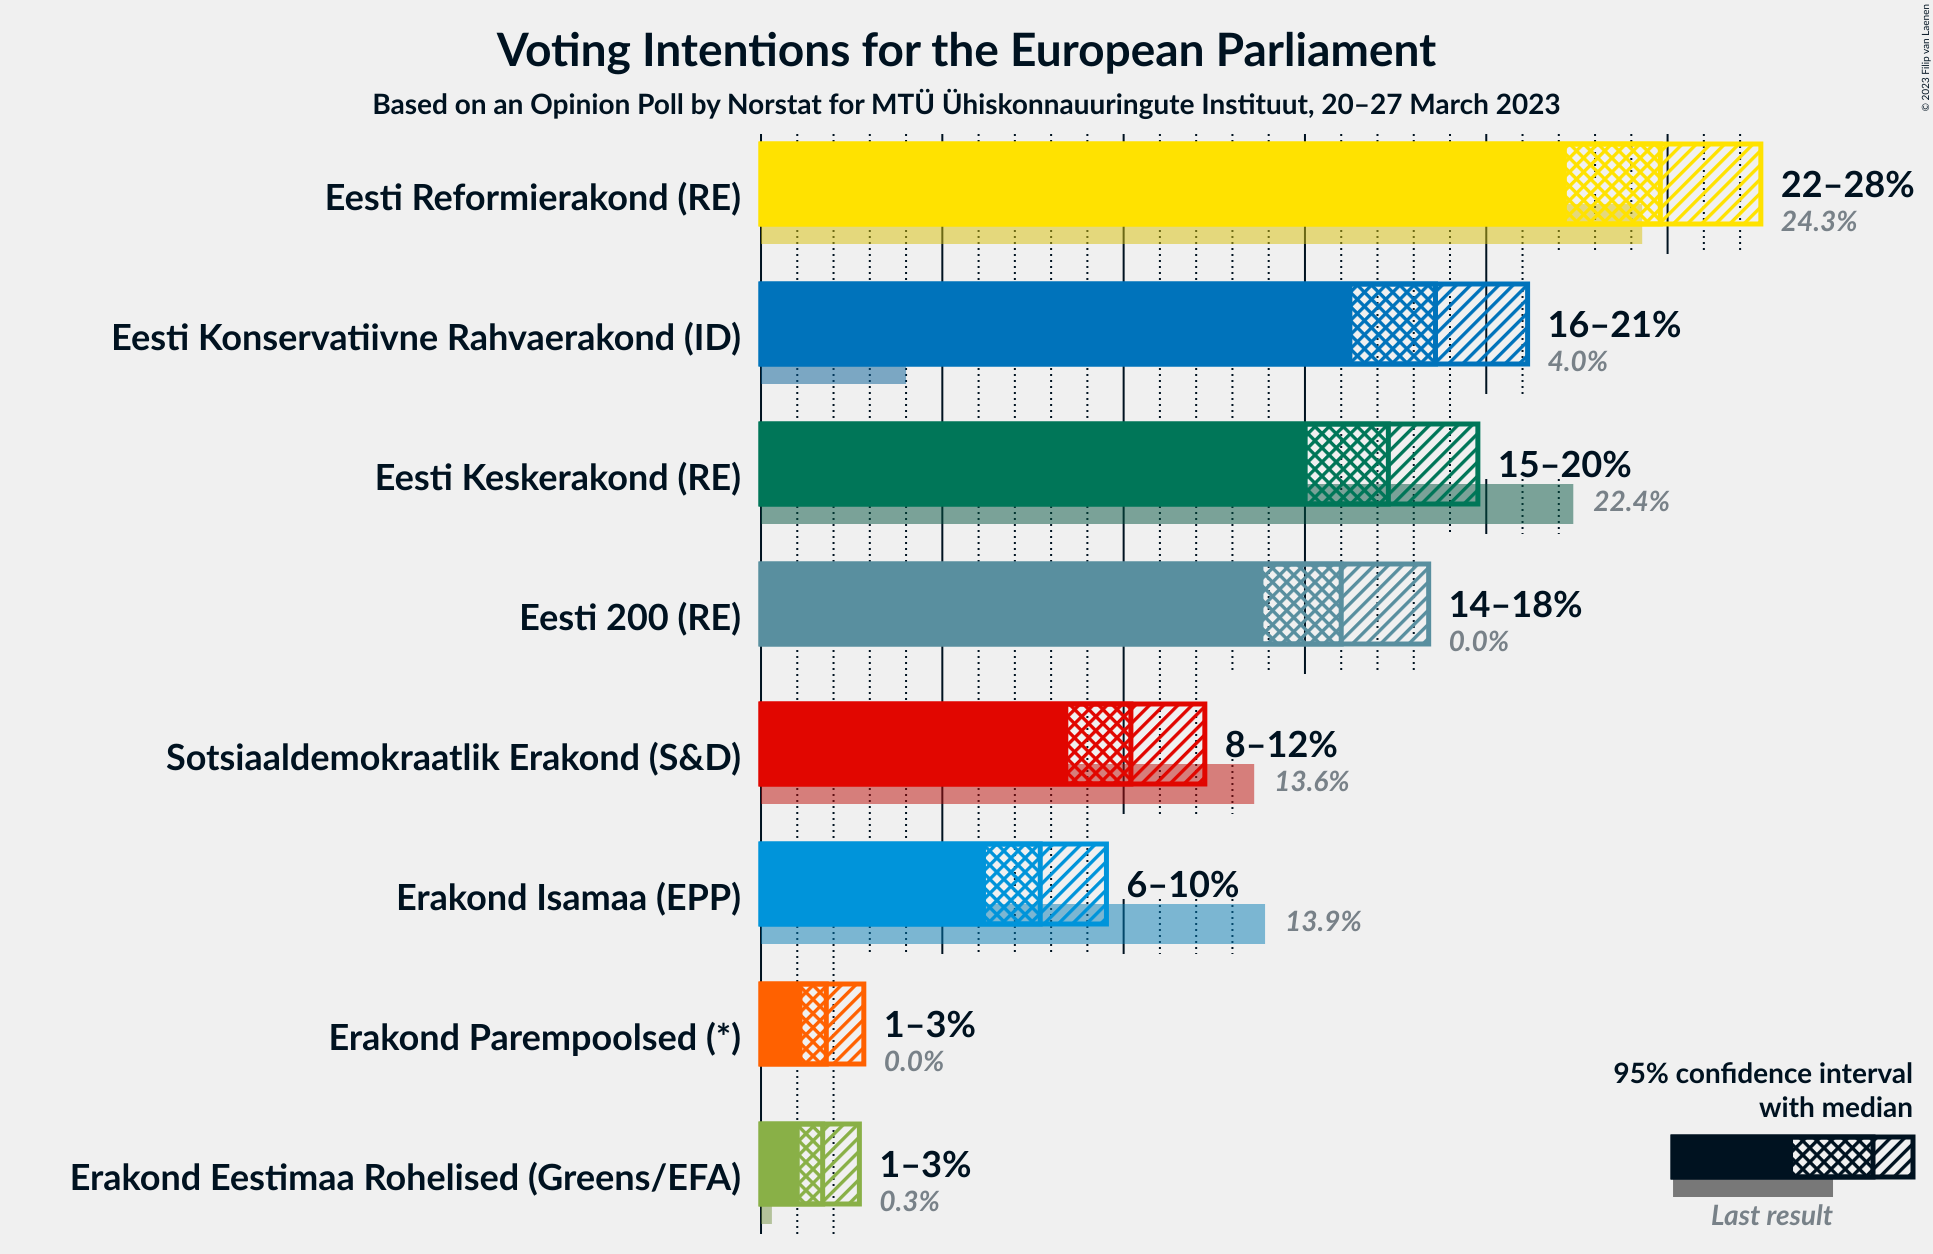 Voting Intentions for the European Parliament
Based on an Opinion Poll by Norstat for MTÜ Ühiskonnauuringute Instituut, 20–27 March 2023
© 2023 Filip van Laenen
Eesti Reformierakond (RE)
22–28%
24.3%
Eesti Konservatiivne Rahvaerakond (ID)
16–21%
4.0%
Eesti Keskerakond (RE)
15–20%
22.4%
Eesti 200 (RE)
14–18%
0.0%
Sotsiaaldemokraatlik Erakond (S&D)
8–12%
13.6%
Erakond Isamaa (EPP)
6–10%
13.9%
Erakond Parempoolsed (*)
1–3%
0.0%
Erakond Eestimaa Rohelised (Greens/EFA)
1–3%
0.3%
95% confidence interval
with median
Last result